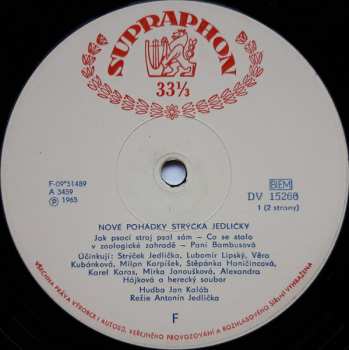 SUPRAPHON
33⅓
F-09*51489
A 3459
Ⓟ 1965
BIEM
DV 15268
1 (2 strany)
NOVÉ POHÁDKY STRÝČKA JEDLIČKY
Jak psací stroj psal sám — Co se stalo
v zoologické zahradě — Paní Bambusová
Účinkují: Strýček Jedlička, Lubomír Lipský, Věra
Kubánková, Milan Karpíšek, Štěpánka Haničincová,
Karel Karas, Mirka Janoušková, Alexandra
Hájková a herecký soubor
Hudba Jan Kaláb
Režie Antonín Jedlička
F
VŠECHNA PRÁVA VÝROBCE I AUTORŮ, VEŘEJNÉHO PROVOZOVÁNÍ A ROZHLASOVÉHO ŠÍŘENÍ VYHRAZENA